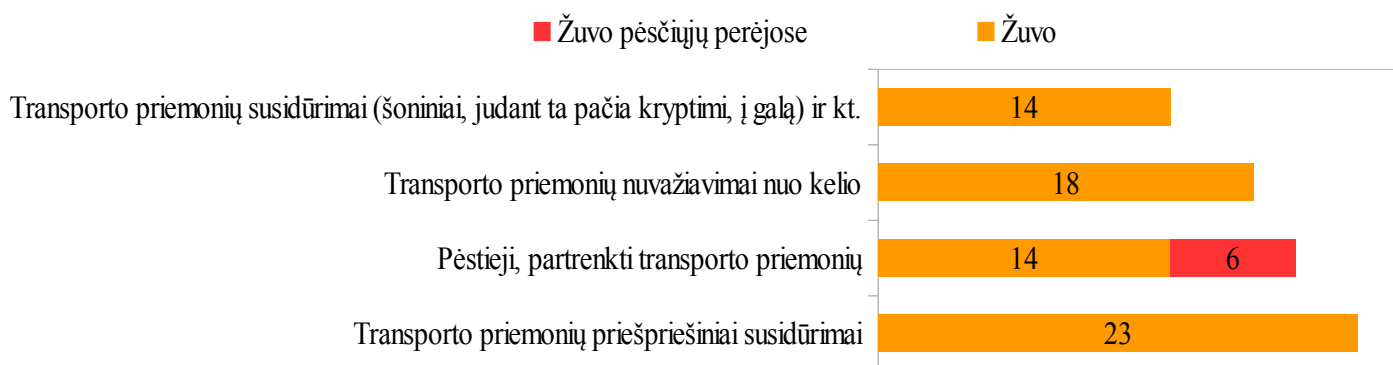 Žuvo pėsčiųjų perėjose Žuvo
Transporto priemonių susidūrimai (šoniniai, judant ta pačia kryptimi, į galą) ir kt. 14
Transporto priemonių nuvažiavimai nuo kelio 18
Pėstieji, partrenkti transporto priemonių 14 6
Transporto priemonių priešpriešiniai susidūrimai 23